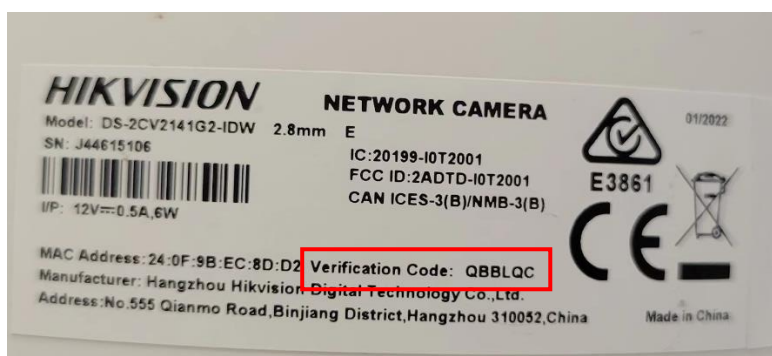 HIKVISION
NETWORK CAMERA
01/2022
Model: DS-2CV2141G2-IDW 2.8mm E
SN: J44615106
IC:20199-I0T2001
FCC ID:2ADTD-I0T2001
CAN ICES-3(B)/NMB-3(B)
E3861
I/P: 12V⎓0.5A,6W
CE
MAC Address:24:0F:9B:EC:8D:D2 Verification Code: QBBLQC
Manufacturer: Hangzhou Hikvision Digital Technology Co.,Ltd.
Address:No.555 Qianmo Road,Binjiang District,Hangzhou 310052,China
Made in China